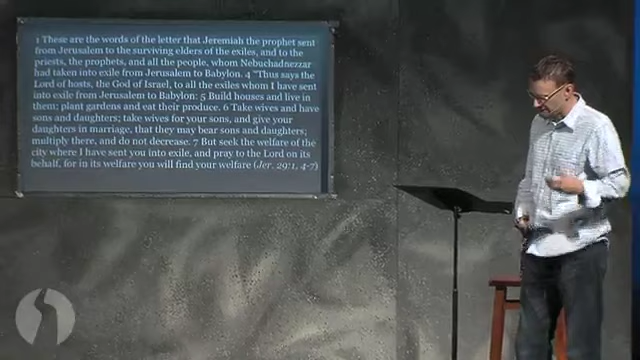 1 These are the words of the letter that Jeremiah the prophet sent
from Jerusalem to the surviving elders of the exiles, and to the
priests, the prophets, and all the people, whom Nebuchadnezzar
had taken into exile from Jerusalem to Babylon. 4 “Thus says the
Lord of hosts, the God of Israel, to all the exiles whom I have sent
into exile from Jerusalem to Babylon: 5 Build houses and live in
them; plant gardens and eat their produce. 6 Take wives and have
sons and daughters; take wives for your sons, and give your
daughters in marriage, that they may bear sons and daughters;
multiply there, and do not decrease. 7 But seek the welfare of the
city where I have sent you into exile, and pray to the Lord on its
behalf, for in its welfare you will find your welfare (Jer. 29:1, 4-7)